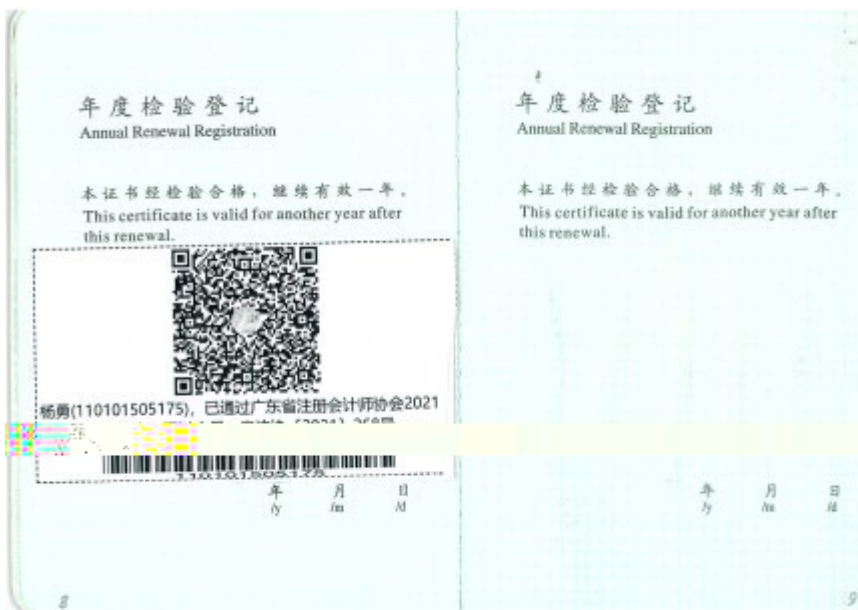 年度检验登记
Annual Renewal Registration
本证书经检验合格，继续有效一年。
This certificate is valid for another year after
this renewal.
杨勇(110101505175)，已通过广东省注册会计师协会2021
110101505175
年 月 日
/y /m /d
8
年度检验登记
Annual Renewal Registration
本证书经检验合格，继续有效一年。
This certificate is valid for another year after
this renewal.
年 月 日
/y /m /d
9